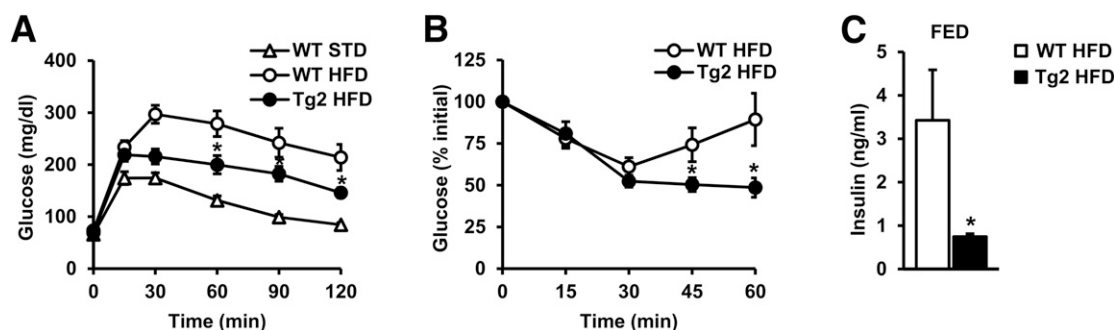 A
WT STD
WT HFD
Tg2 HFD
Glucose (mg/dl)
400
300
200
100
0
*
*
*
0 30 60 90 120
Time (min)
B
WT HFD
Tg2 HFD
Glucose (% initial)
125
100
75
50
25
0
* *
0 15 30 45 60
Time (min)
C
FED
WT HFD
Tg2 HFD
Insulin (ng/ml)
5
4
3
2
1
0
*